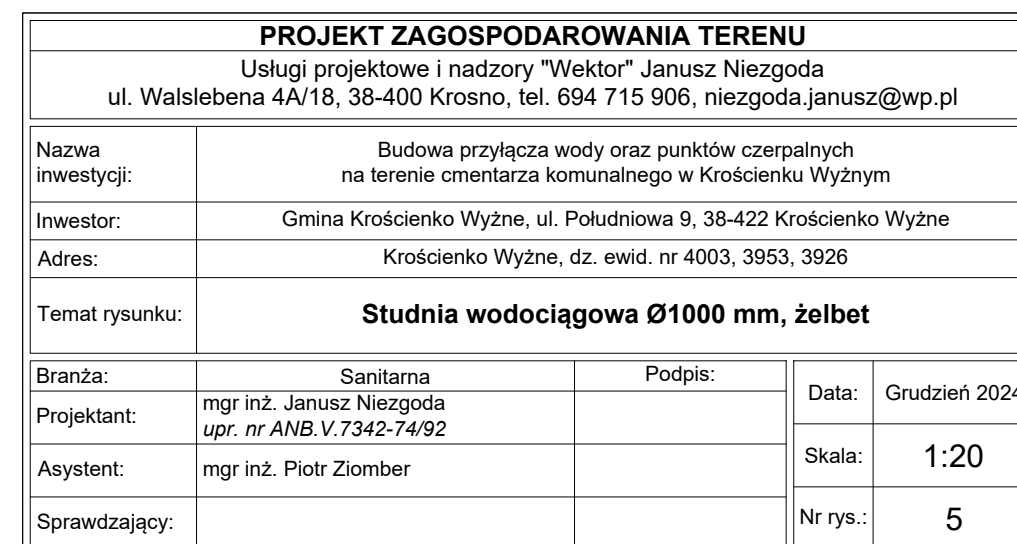 PROJEKT ZAGOSPODAROWANIA TERENU
Usługi projektowe i nadzory "Wektor" Janusz Niezgoda
ul. Walslebena 4A/18, 38-400 Krosno, tel. 694 715 906, niezgoda.janusz@wp.pl
Nazwa
inwestycji:
Budowa przyłącza wody oraz punktów czerpalnych
na terenie cmentarza komunalnego w Krościenku Wyżnym
Inwestor:
Gmina Krościenko Wyżne, ul. Południowa 9, 38-422 Krościenko Wyżne
Adres:
Krościenko Wyżne, dz. ewid. nr 4003, 3953, 3926
Temat rysunku:
Studnia wodociągowa Ø1000 mm, żelbet
Branża:
Sanitarna
Podpis:
Projektant:
mgr inż. Janusz Niezgoda
upr. nr ANB.V.7342-74/92
Asystent:
mgr inż. Piotr Ziomber
Sprawdzający:
Data:
Grudzień 2024
Skala:
1:20
Nr rys.:
5